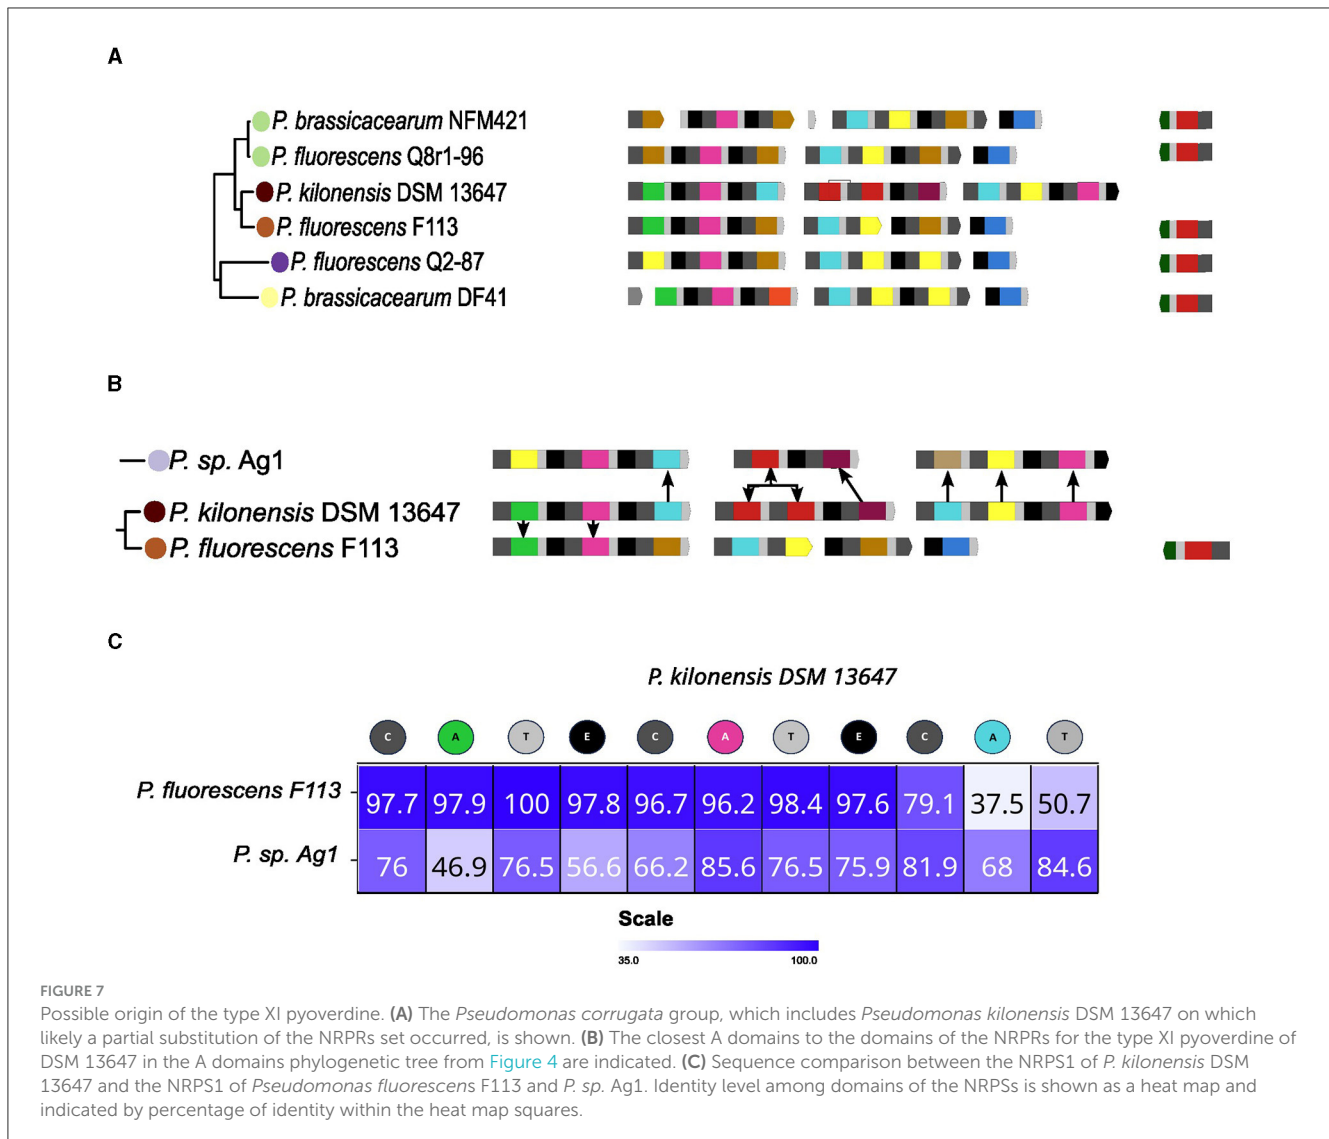 A
P. brassicacearum NFM421
P. fluorescens Q8r1-96
P. kilonensis DSM 13647
P. fluorescens F113
P. fluorescens Q2-87
P. brassicacearum DF41
B
P. sp. Ag1
P. kilonensis DSM 13647
P. fluorescens F113
C
P. kilonensis DSM 13647
C A T E C A T E C A T
P. fluorescens F113 97.7 97.9 100 97.8 96.7 96.2 98.4 97.6 79.1 37.5 50.7
P. sp. Ag1 76 46.9 76.5 56.6 66.2 85.6 76.5 75.9 81.9 68 84.6
Scale
35.0 100.0
FIGURE 7
Possible origin of the type XI pyoverdine. (A) The Pseudomonas corrugata group, which includes Pseudomonas kilonensis DSM 13647 on which
likely a partial substitution of the NRPRs set occurred, is shown. (B) The closest A domains to the domains of the NRPRs for the type XI pyoverdine of
DSM 13647 in the A domains phylogenetic tree from Figure 4 are indicated. (C) Sequence comparison between the NRPS1 of P. kilonensis DSM
13647 and the NRPS1 of Pseudomonas fluorescens F113 and P. sp. Ag1. Identity level among domains of the NRPSs is shown as a heat map and
indicated by percentage of identity within the heat map squares.